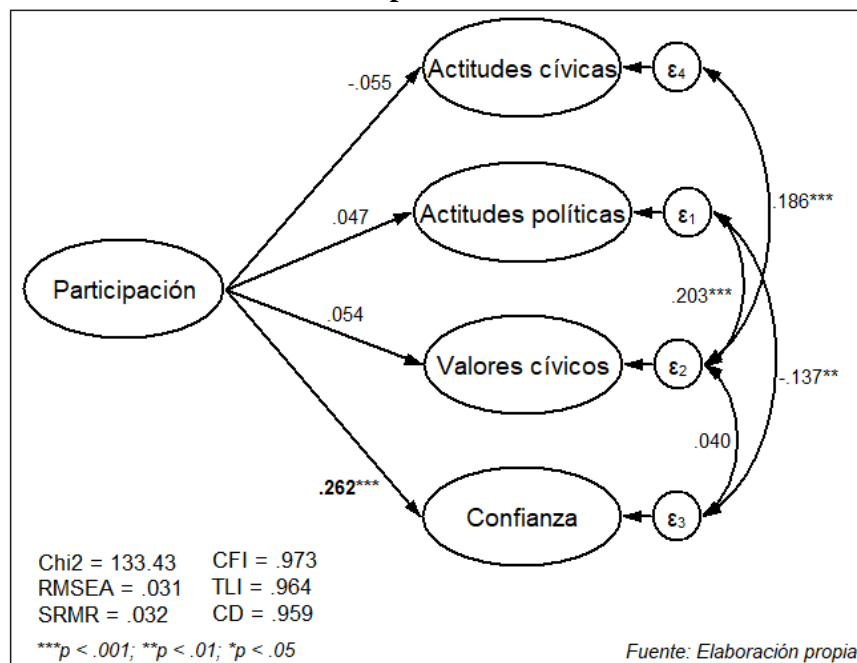 Actitudes cívicas
ε4
-.055
.186***
Actitudes políticas
ε1
.047
.203***
Participación
.054
Valores cívicos
ε2
-.137**
.040
.262***
Confianza
ε3
Chi2 = 133.43 CFI = .973
RMSEA = .031 TLI = .964
SRMR = .032 CD = .959
***p < .001; **p < .01; *p < .05 Fuente: Elaboración propia